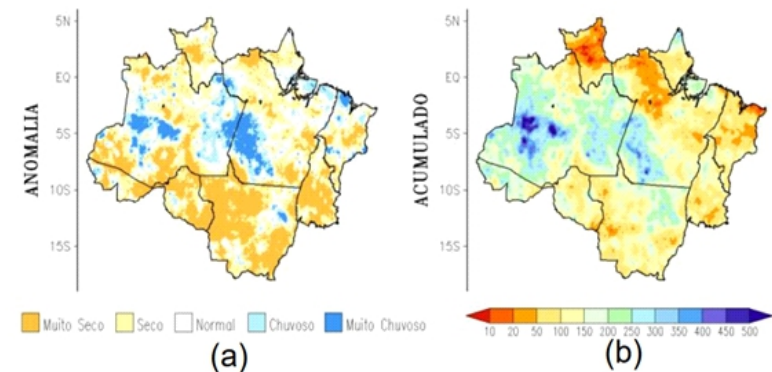 ANOMALIA
5N
EQ
5S
10S
15S
Muito Seco Seco Normal Chuvoso Muito Chuvoso
(a)
ACUMULADO
5N
EQ
5S
10S
15S
10 20 50 100 150 200 250 300 350 400 450 500
(b)